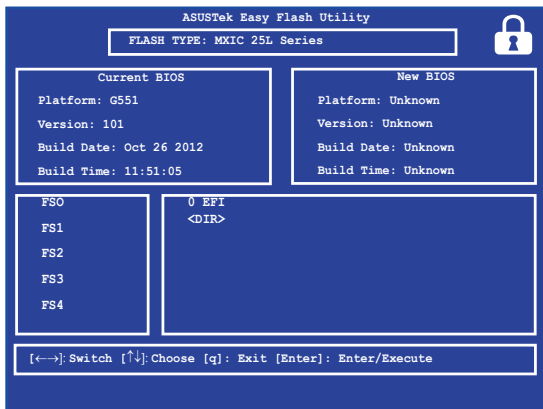 ASUSTek Easy Flash Utility
FLASH TYPE: MXIC 25L Series
Current BIOS
Platform: G551
Version: 101
Build Date: Oct 26 2012
Build Time: 11:51:05
New BIOS
Platform: Unknown
Version: Unknown
Build Date: Unknown
Build Time: Unknown
FSO
FS1
FS2
FS3
FS4
0 EFI
<DIR>
[←→]: Switch [↑↓]: Choose [q]: Exit [Enter]: Enter/Execute